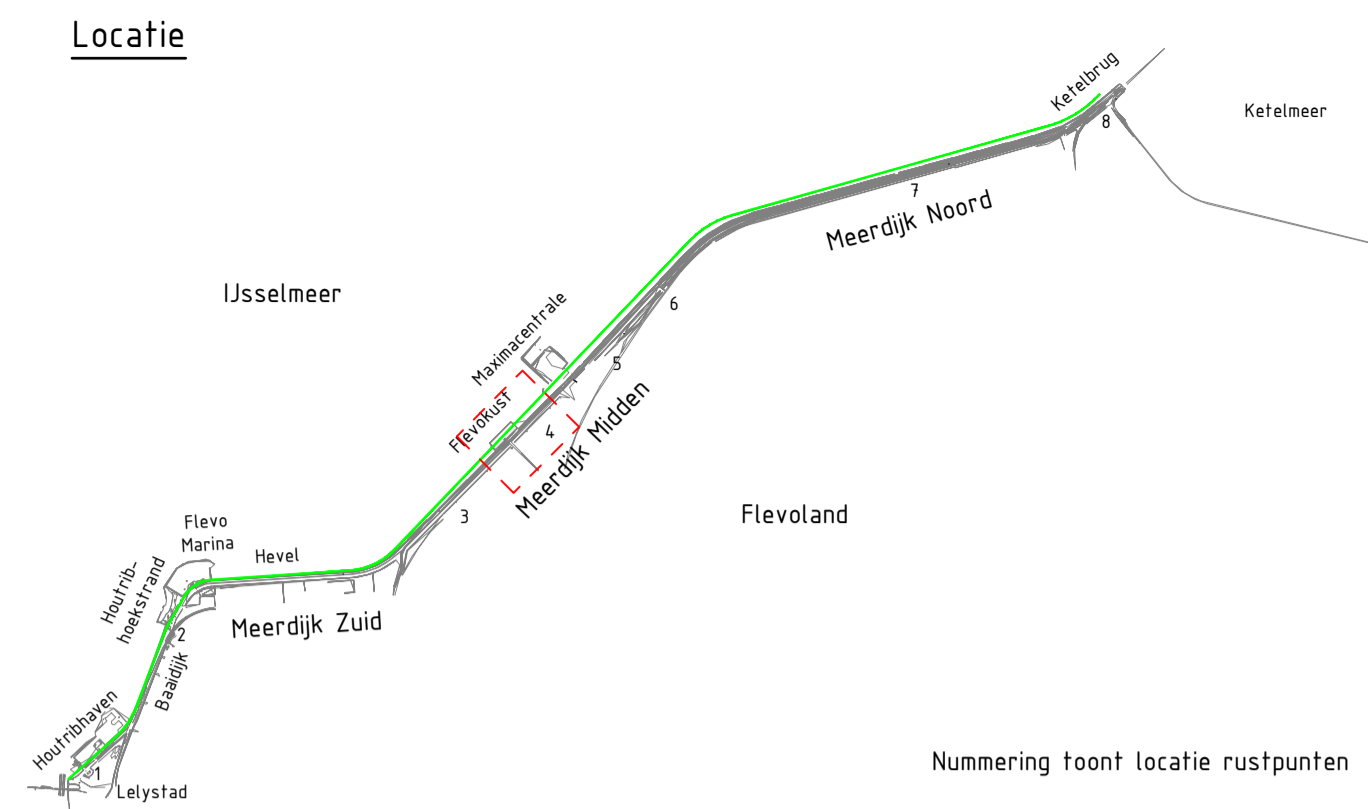 Locatie
Ketelbrug
Ketelmeer
8
7
Meerdijk Noord
IJsselmeer
6
Maximacentrale
5
Flevokust
4
Meerdijk Midden
3
Flevoland
Flevo
Marina
Hevel
Houtrib-
hoekstrand
Meerdijk Zuid
2
Baaidijk
Houtribhaven
1
Lelystad
Nummering toont locatie rustpunten